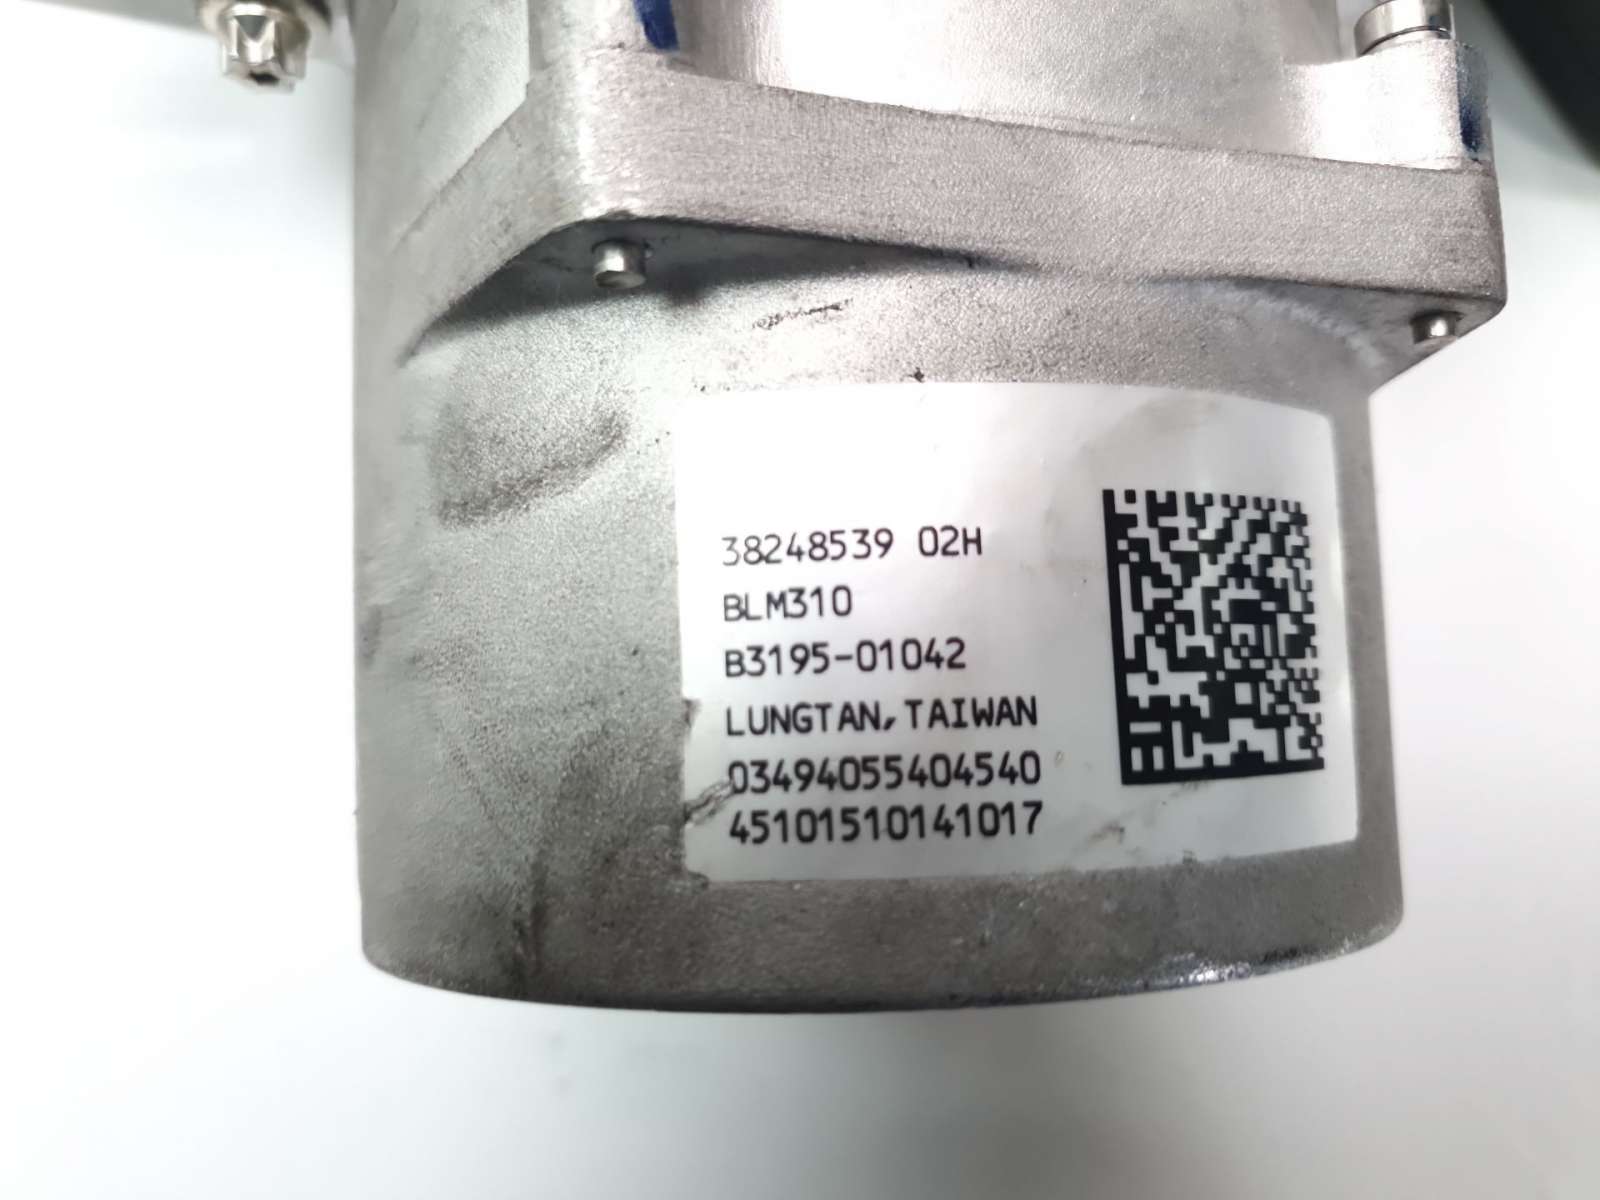 38248539 02H
BLM310
B3195-01042
LUNGTAN, TAIWAN
03494055404540
45101510141017